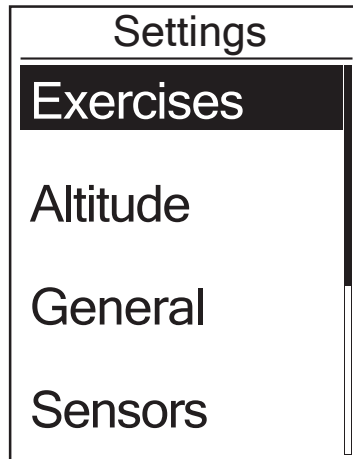 Settings
Exercises
Altitude
General
Sensors